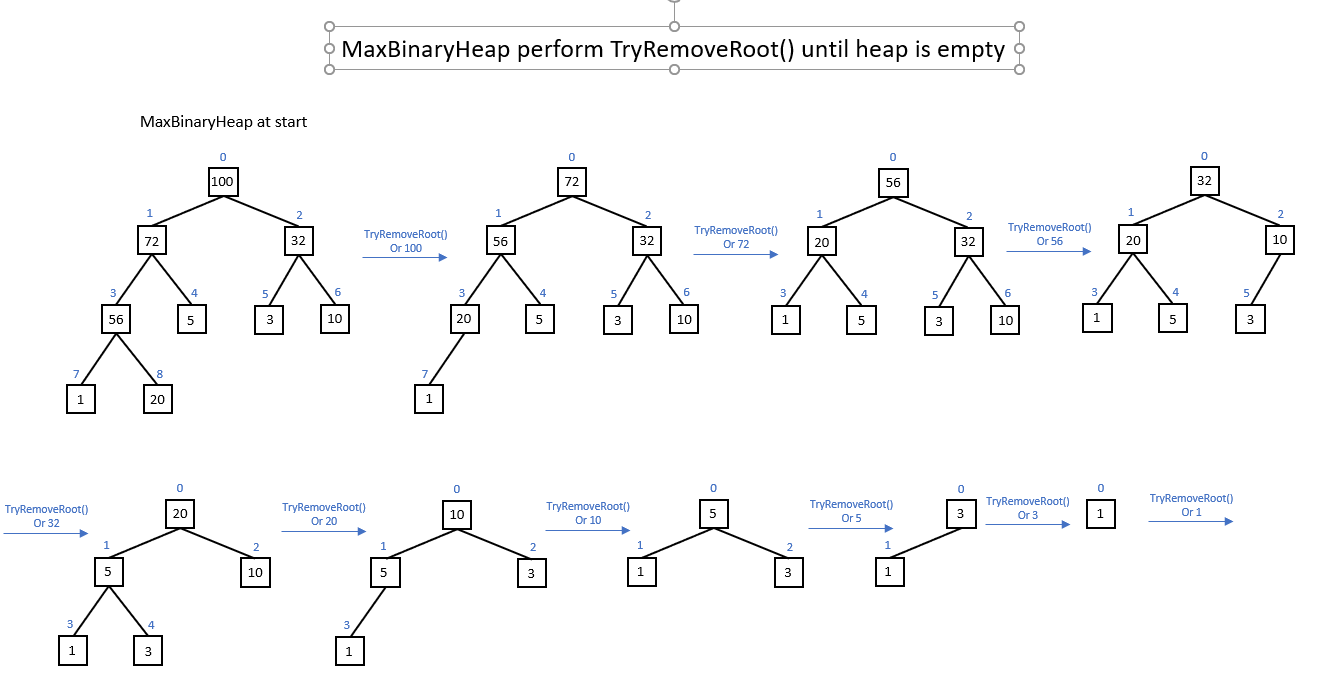 MaxBinaryHeap perform TryRemoveRoot() until heap is empty
MaxBinaryHeap at start
0 0 0 0
100 72 56 32
1 2 1 2 1 2 1 2
72 32 56 32 20 32 20 10
TryRemoveRoot() TryRemoveRoot() TryRemoveRoot()
Or 100 Or 72 Or 56
3 4 5 6 3 4 5 6 3 4 5 6 3 4 5
56 5 3 10 20 5 3 10 1 5 3 10 1 5 3
7 8 7
1 20 1
0 0 0 0 0
20 10 5 3 1
TryRemoveRoot() TryRemoveRoot() TryRemoveRoot() TryRemoveRoot() TryRemoveRoot() TryRemoveRoot()
Or 32 Or 20 Or 10 Or 5 Or 3 Or 1
1 2 1 2 1 2 1
5 10 5 3 1 3 1
3 4 3
1 3 1